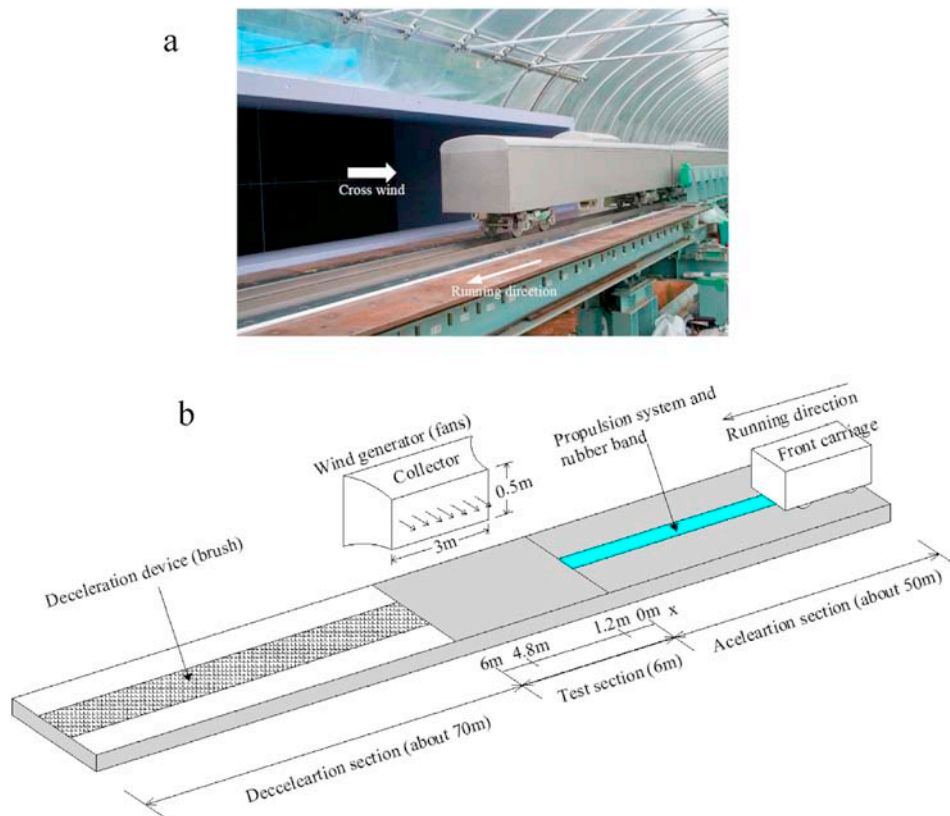 a
Cross wind
Running direction
b
Wind generator (fans)
Collector
0.5m
3m
Propulsion system and
rubber band
Running direction
Front carriage
Deceleration device (brush)
6m 4.8m
1.2m 0m x
Test section (6m)
Aceleartion section (about 50m)
Decceleartion section (about 70m)